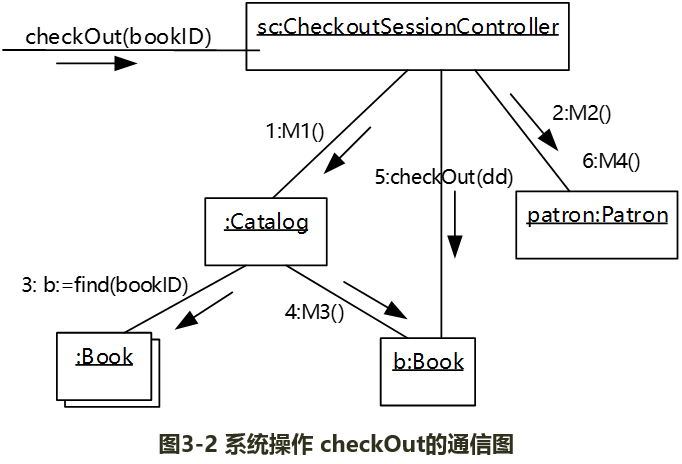 sc:CheckoutSessionController
checkOut(bookID)
1:M1()
2:M2()
6:M4()
5:checkOut(dd)
:Catalog
patron:Patron
3: b:=find(bookID)
4:M3()
:Book
b:Book
图3-2 系统操作 checkOut的通信图